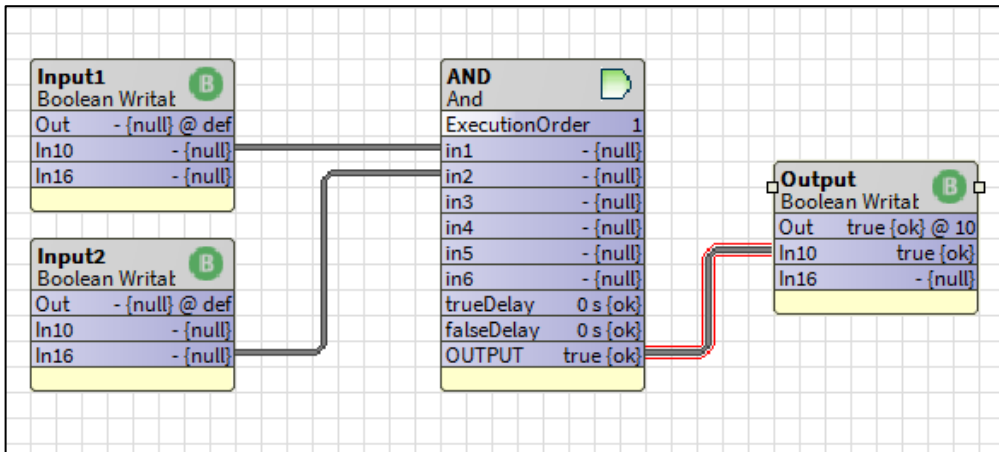 Input1
Boolean Writat
B
Out - {null} @ def
In10 - {null}
In16 - {null}
Input2
Boolean Writat
B
Out - {null} @ def
In10 - {null}
In16 - {null}
AND
And
ExecutionOrder 1
in1 - {null}
in2 - {null}
in3 - {null}
in4 - {null}
in5 - {null}
in6 - {null}
trueDelay 0 s {ok}
falseDelay 0 s {ok}
OUTPUT true {ok}
Output
Boolean Writat
B
Out true {ok} @ 10
In10 true {ok}
In16 - {null}